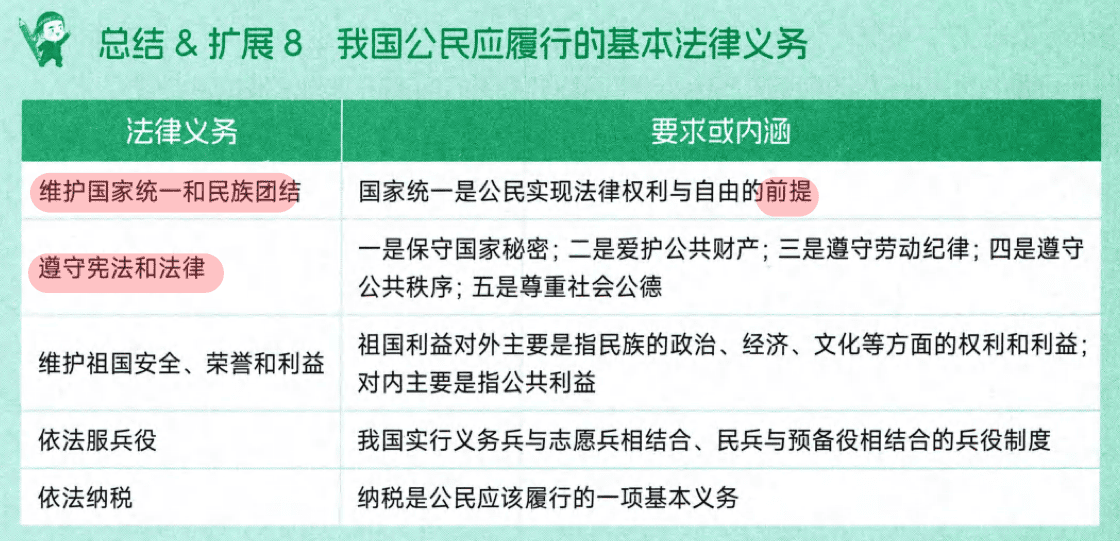 总结 & 扩展 8 我国公民应履行的基本法律义务
法律义务
要求或内涵
维护国家统一和民族团结
国家统一是公民实现法律权利与自由的前提
遵守宪法和法律
一是保守国家秘密；二是爱护公共财产；三是遵守劳动纪律；四是遵守
公共秩序；五是尊重社会公德
维护祖国安全、荣誉和利益
祖国利益对外主要是指民族的政治、经济、文化等方面的权利和利益；
对内主要是指公共利益
依法服兵役
我国实行义务兵与志愿兵相结合、民兵与预备役相结合的兵役制度
依法纳税
纳税是公民应该履行的一项基本义务